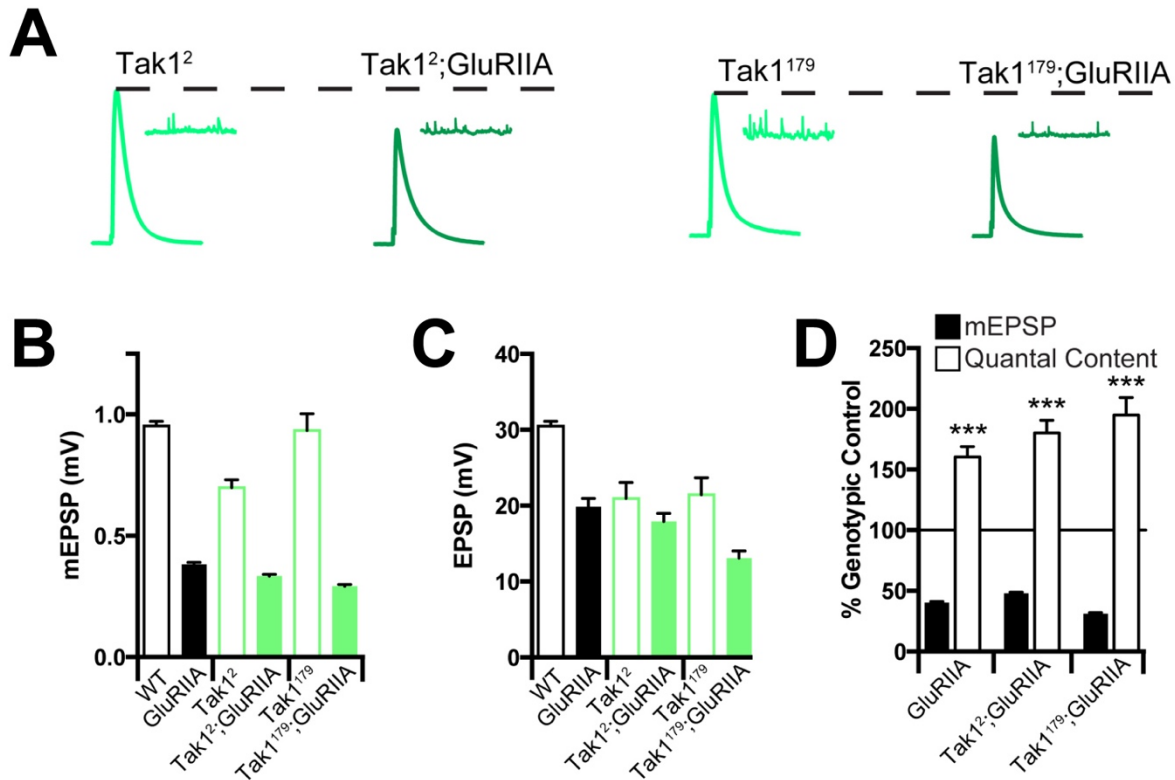 A
Tak1²
Tak1²;GluRIIA
Tak1¹⁷⁹
Tak1¹⁷⁹;GluRIIA
B
mEPSP (mV)
1.0
0.5
0.0
WT
GluRIIA
Tak1²
Tak1²;GluRIIA
Tak1¹⁷⁹
Tak1¹⁷⁹;GluRIIA
C
EPSP (mV)
40
30
20
10
0
WT
GluRIIA
Tak1²
Tak1²;GluRIIA
Tak1¹⁷⁹
Tak1¹⁷⁹;GluRIIA
D
mEPSP
Quantal Content
% Genotypic Control
250
200
150
100
50
0
***
***
***
GluRIIA
Tak1²;GluRIIA
Tak1¹⁷⁹;GluRIIA